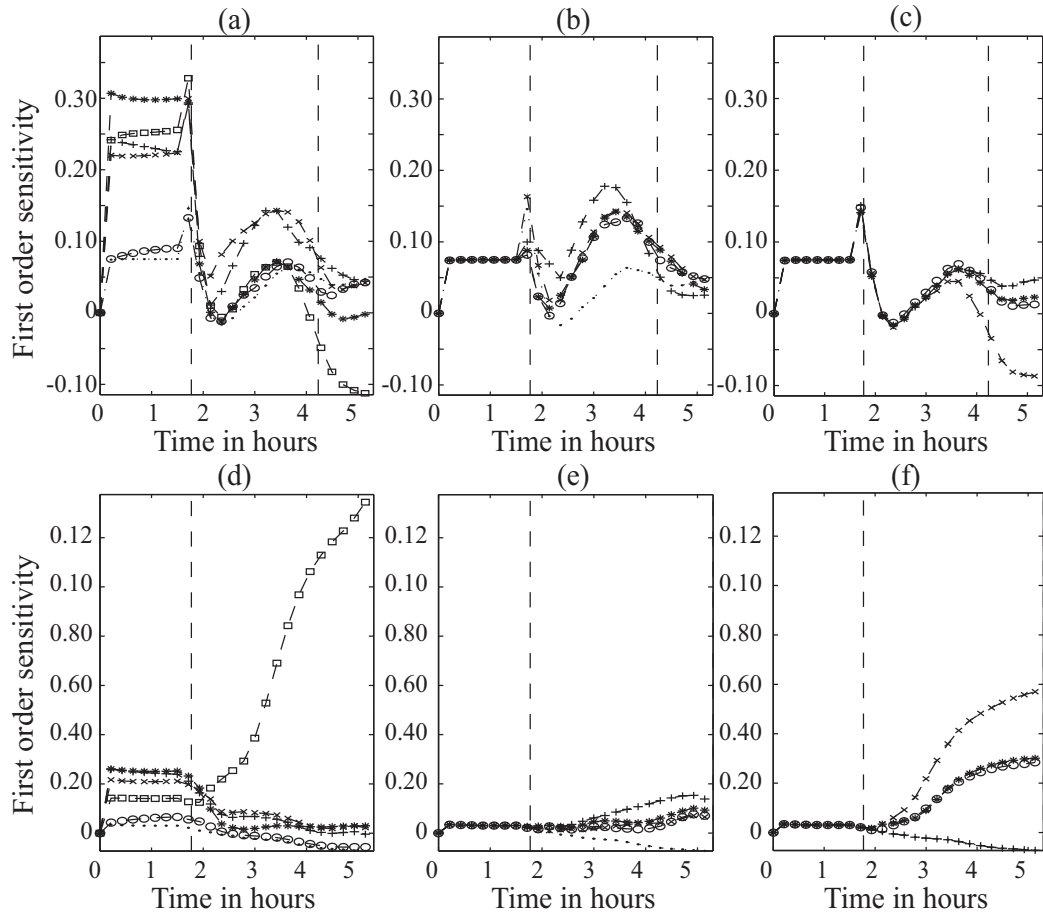 (a) (b) (c)
First order sensitivity
0.30 0.30 0.30
0.20 0.20 0.20
0.10 0.10 0.10
0 0 0
-0.10 -0.10 -0.10
0 1 2 3 4 5 0 1 2 3 4 5 0 1 2 3 4 5
Time in hours Time in hours Time in hours
(d) (e) (f)
First order sensitivity
0.12 0.12 0.12
0.10 0.10 0.10
0.80 0.80 0.80
0.60 0.60 0.60
0.40 0.40 0.40
0.20 0.20 0.20
0 0 0
0 1 2 3 4 5 0 1 2 3 4 5 0 1 2 3 4 5
Time in hours Time in hours Time in hours